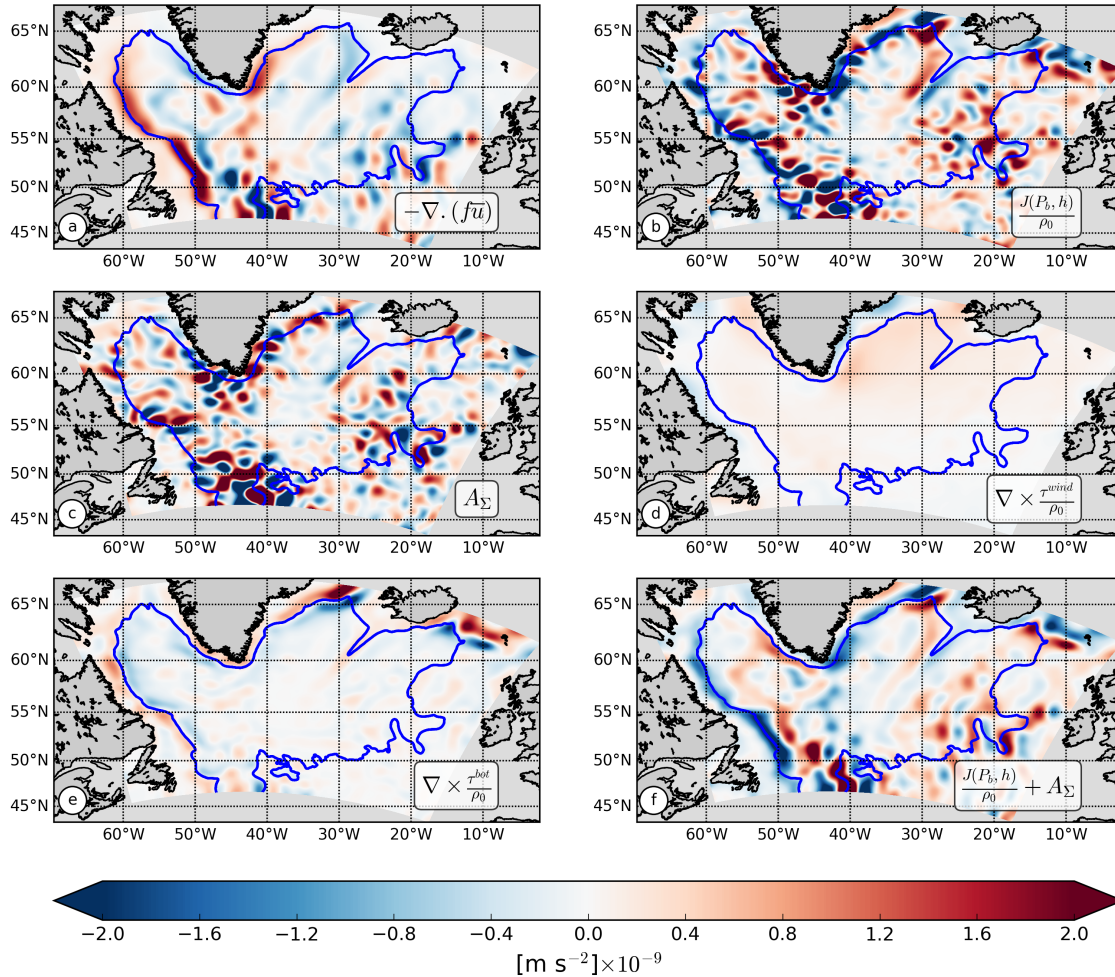 65°N 60°N 55°N 50°N 45°N
60°W 50°W 40°W 30°W 20°W 10°W
a
−∇. (f u̅)
65°N 60°N 55°N 50°N 45°N
60°W 50°W 40°W 30°W 20°W 10°W
b
J(P_b, h)
ρ_0
65°N 60°N 55°N 50°N 45°N
60°W 50°W 40°W 30°W 20°W 10°W
c
A_Σ
65°N 60°N 55°N 50°N 45°N
60°W 50°W 40°W 30°W 20°W 10°W
d
∇ × τ^{wind}/ρ_0
65°N 60°N 55°N 50°N 45°N
60°W 50°W 40°W 30°W 20°W 10°W
e
∇ × τ^{bot}/ρ_0
65°N 60°N 55°N 50°N 45°N
60°W 50°W 40°W 30°W 20°W 10°W
f
J(P_b, h)/ρ_0 + A_Σ
−2.0 −1.6 −1.2 −0.8 −0.4 0.0 0.4 0.8 1.2 1.6 2.0
[m s⁻²]×10⁻⁹